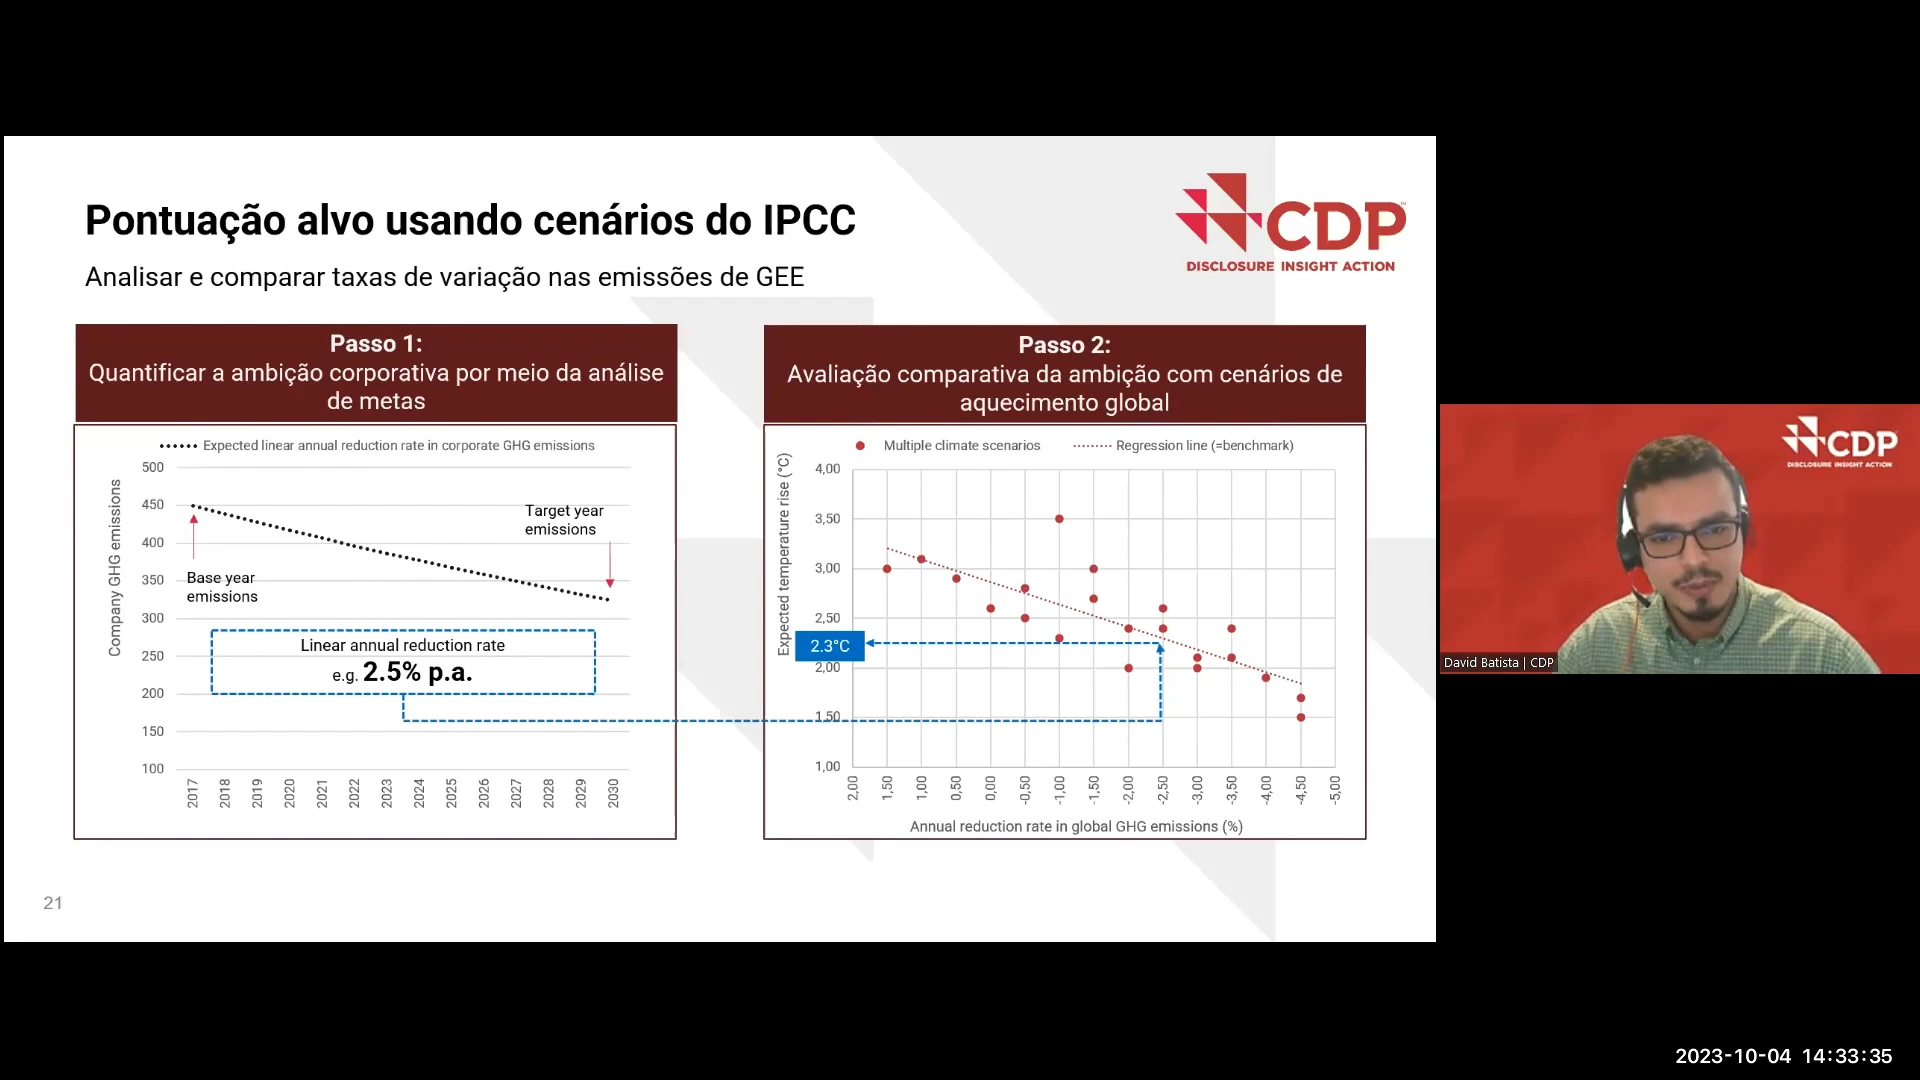 Pontuação alvo usando cenários do IPCC
Analisar e comparar taxas de variação nas emissões de GEE
CDP
DISCLOSURE INSIGHT ACTION
Passo 1:
Quantificar a ambição corporativa por meio da análise
de metas
Expected linear annual reduction rate in corporate GHG emissions
Company GHG emissions
500
450
400
350
300
250
200
150
100
Base year
emissions
Target year
emissions
Linear annual reduction rate
e.g. 2.5% p.a.
2017
2018
2019
2020
2021
2022
2023
2024
2025
2026
2027
2028
2029
2030
Passo 2:
Avaliação comparativa da ambição com cenários de
aquecimento global
Multiple climate scenarios
Regression line (=benchmark)
Expected temperature rise (°C)
4,00
3,50
3,00
2,50
2.3°C
2,00
1,50
1,00
2,00
1,50
1,00
0,50
0,00
-0,50
-1,00
-1,50
-2,00
-2,50
-3,00
-3,50
-4,00
-4,50
-5,00
Annual reduction rate in global GHG emissions (%)
21
CDP
DISCLOSURE INSIGHT ACTION
David Batista | CDP
2023-10-04 14:33:35